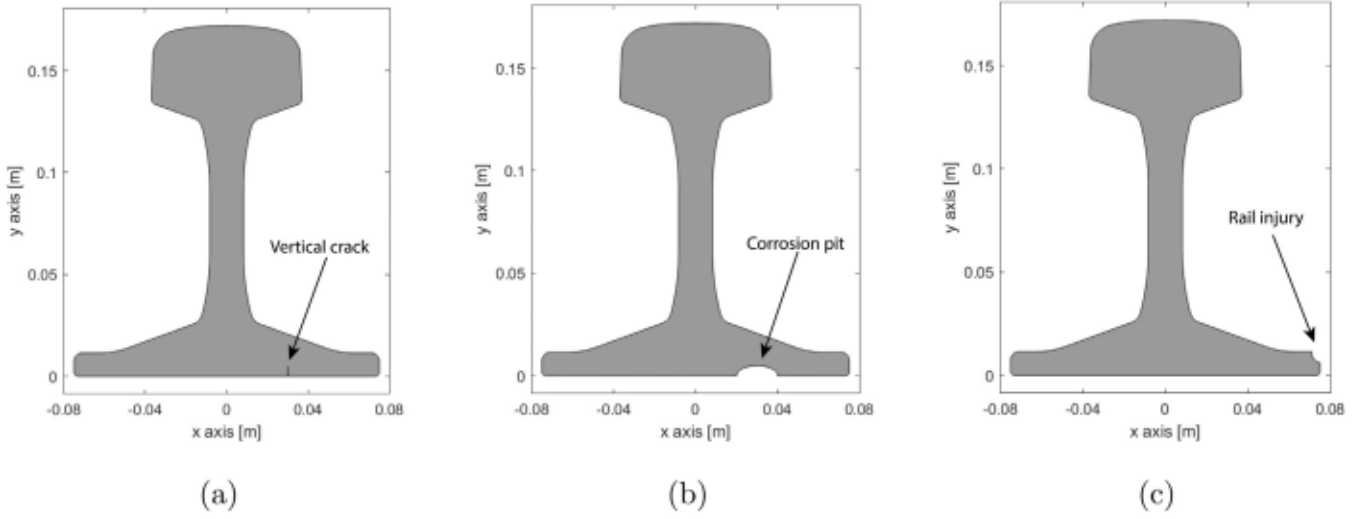 0.15
0.1
0.05
0
-0.08
-0.04
0
0.04
0.08
y axis [m]
x axis [m]
Vertical crack
(a)
0.15
0.1
0.05
0
-0.08
-0.04
0
0.04
0.08
y axis [m]
x axis [m]
Corrosion pit
(b)
0.15
0.1
0.05
0
-0.08
-0.04
0
0.04
0.08
y axis [m]
x axis [m]
Rail injury
(c)